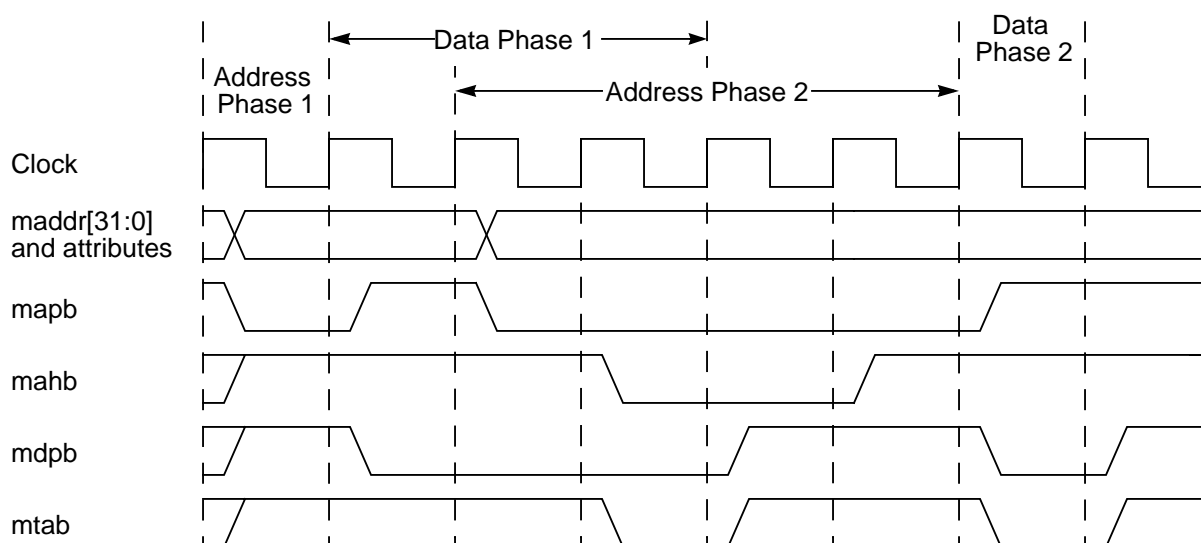 Data Phase 1
Data
Phase 2
Address
Phase 1
Address Phase 2
Clock
maddr[31:0]
and attributes
mapb
mahb
mdpb
mtab